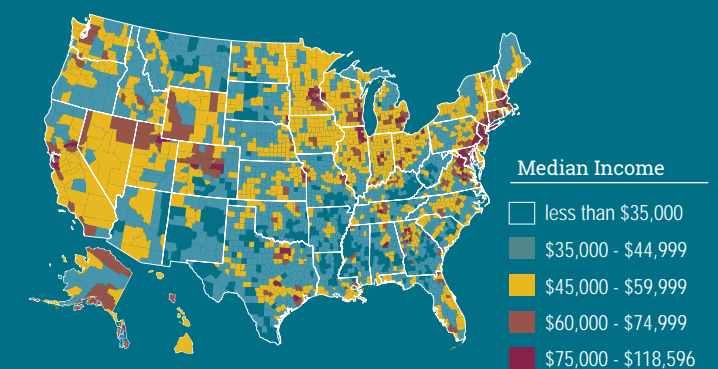 Median Income
less than $35,000
$35,000 - $44,999
$45,000 - $59,999
$60,000 - $74,999
$75,000 - $118,596